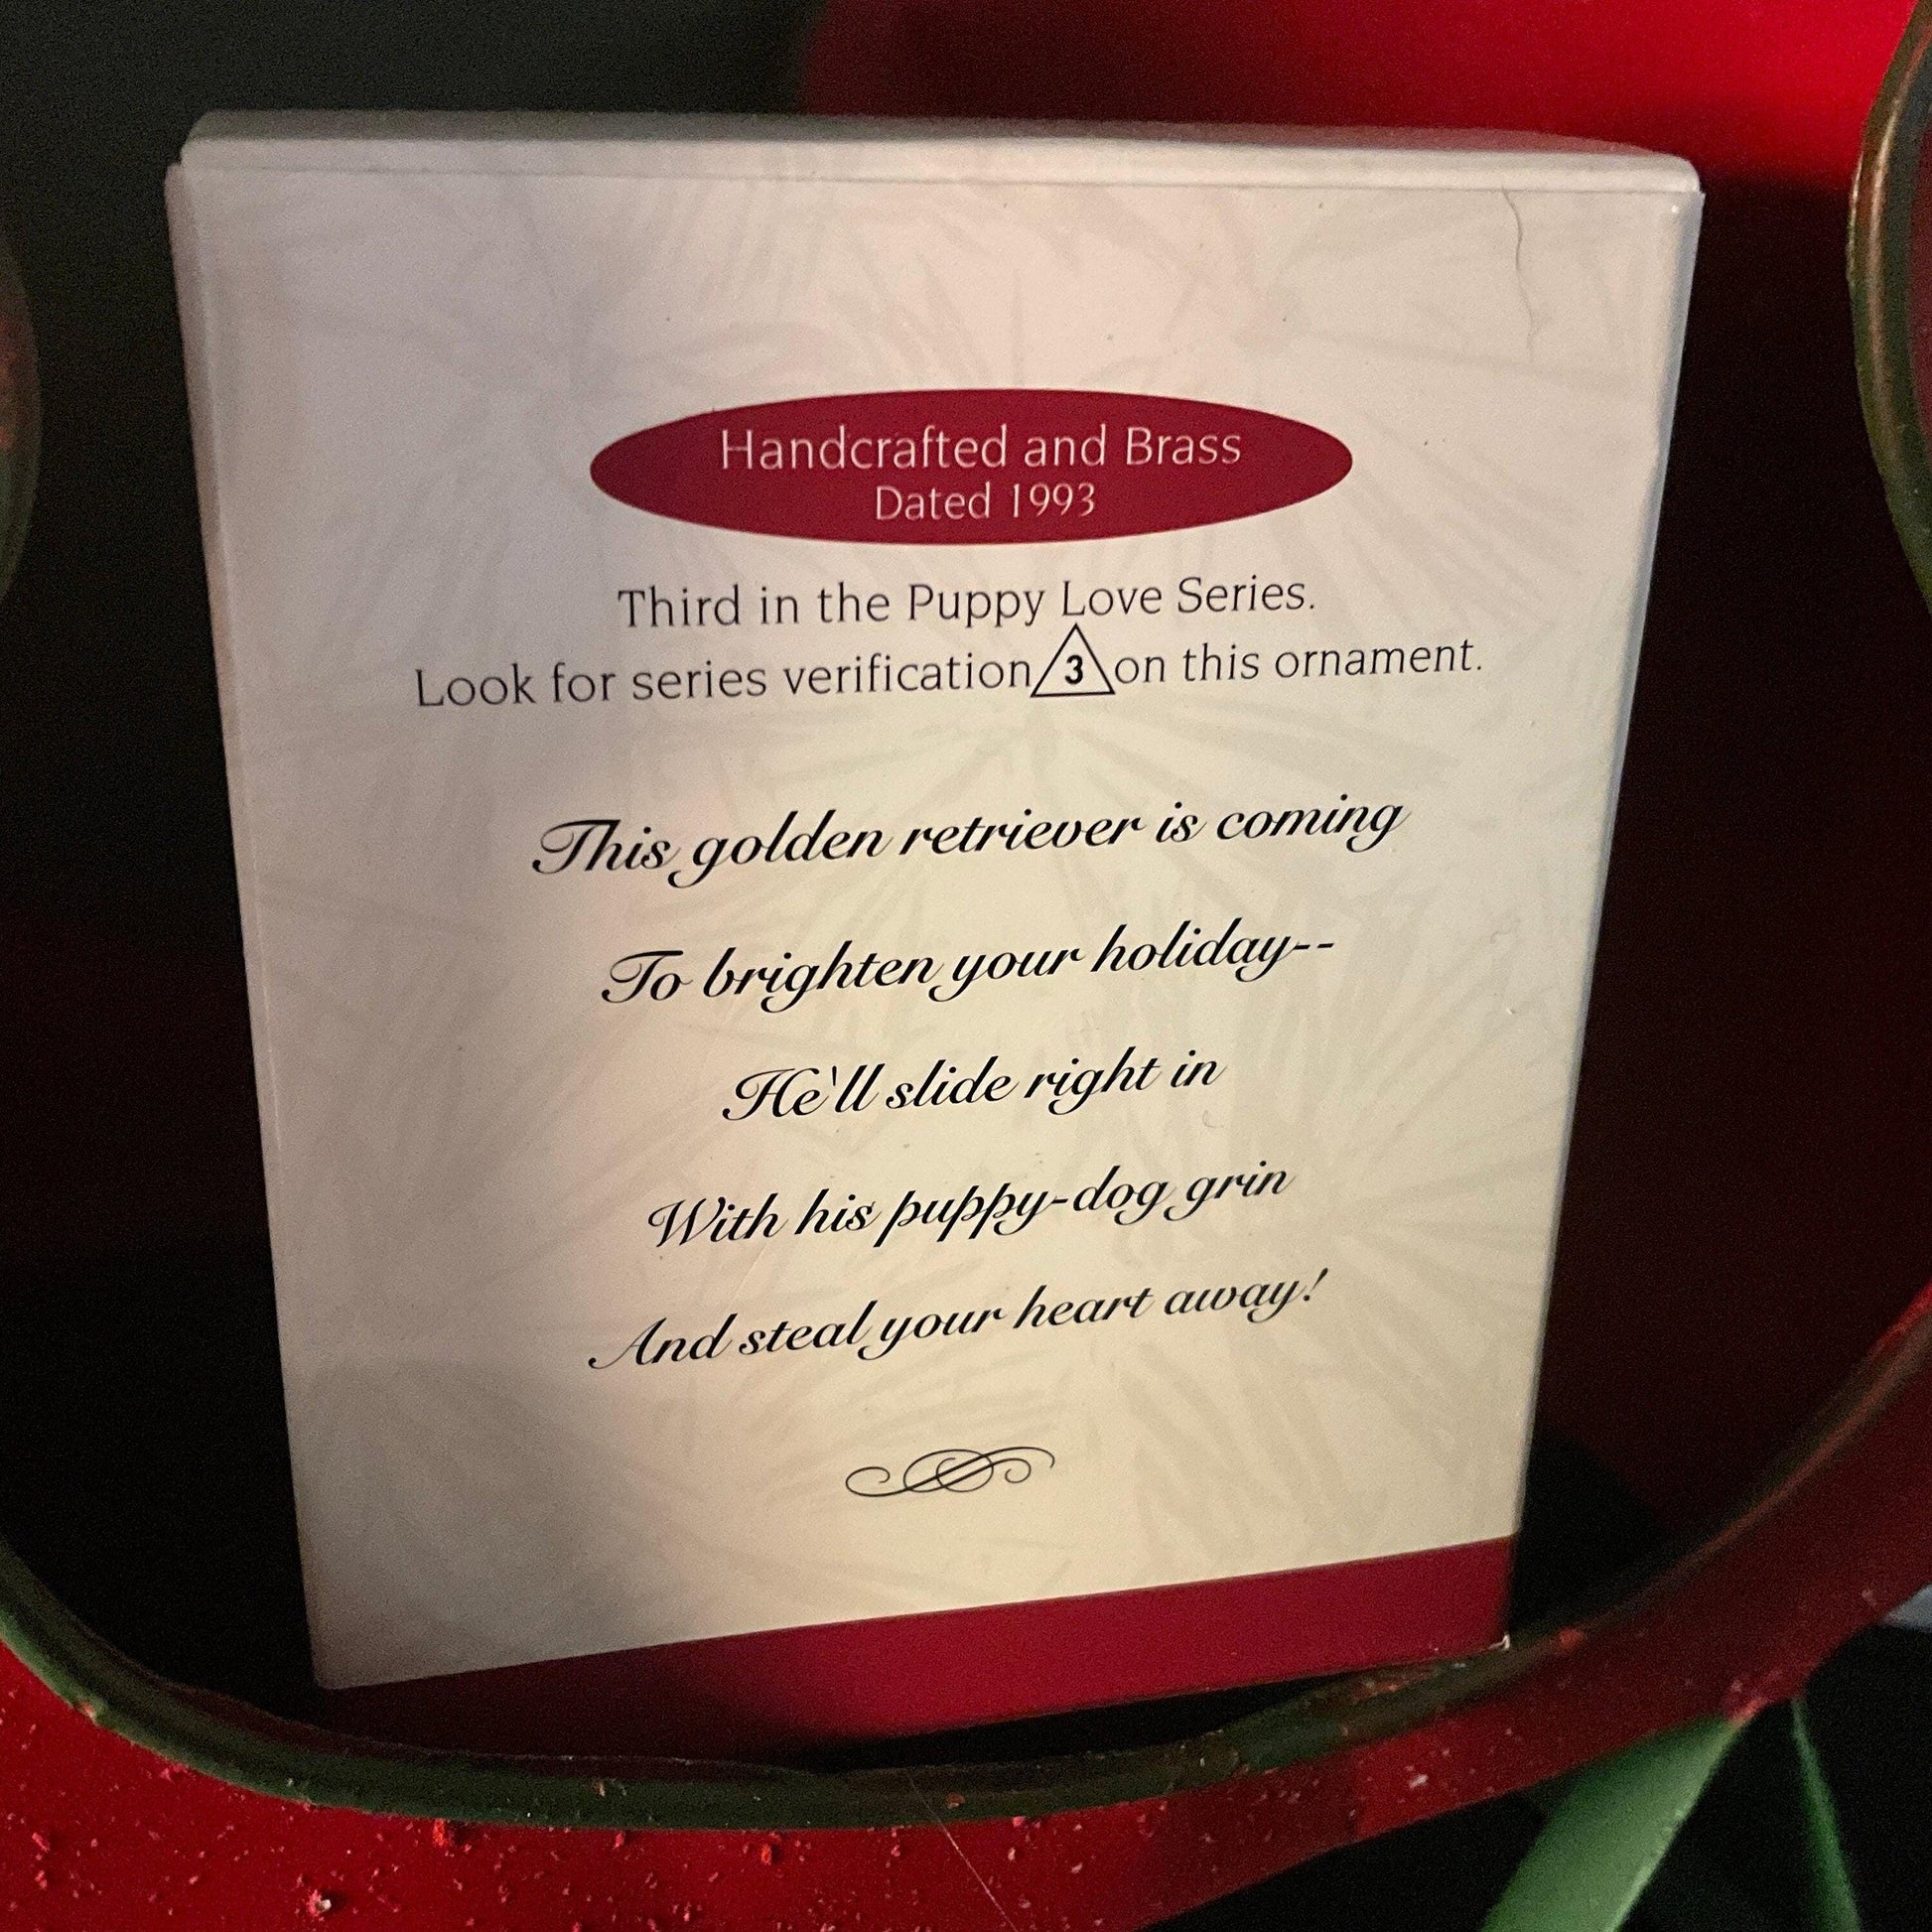 Handcrafted and Brass
Dated 1993
Third in the Puppy Love Series.
Look for series verification 3 on this ornament.
This golden retriever is coming
To brighten your holiday--
He'll slide right in
With his puppy-dog grin
And steal your heart away!